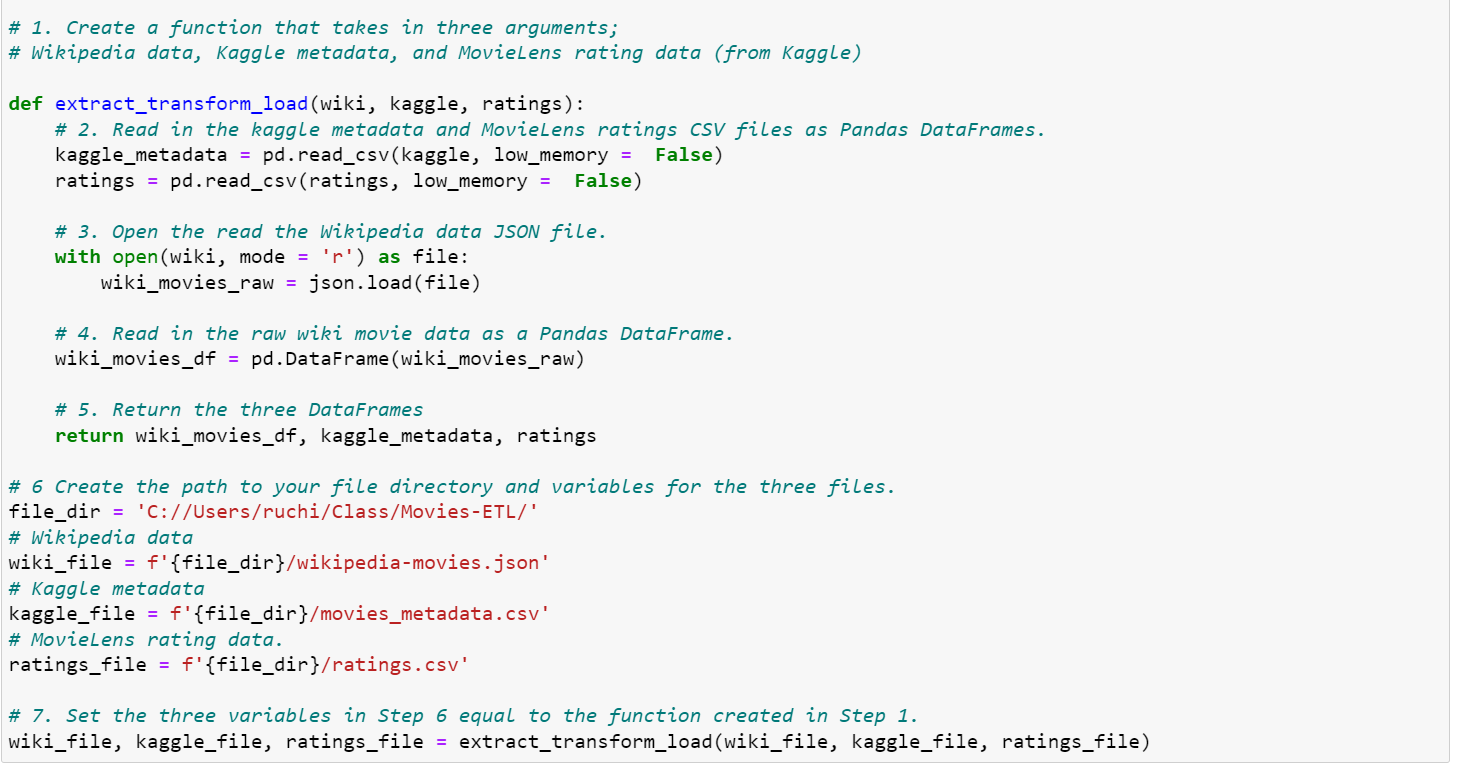 # 1. Create a function that takes in three arguments;
# Wikipedia data, Kaggle metadata, and MovieLens rating data (from Kaggle)
def extract_transform_load(wiki, kaggle, ratings):
    # 2. Read in the kaggle metadata and MovieLens ratings CSV files as Pandas DataFrames.
    kaggle_metadata = pd.read_csv(kaggle, low_memory =  False)
    ratings = pd.read_csv(ratings, low_memory =  False)
    # 3. Open the read the Wikipedia data JSON file.
    with open(wiki, mode = 'r') as file:
        wiki_movies_raw = json.load(file)
    # 4. Read in the raw wiki movie data as a Pandas DataFrame.
    wiki_movies_df = pd.DataFrame(wiki_movies_raw)
    # 5. Return the three DataFrames
    return wiki_movies_df, kaggle_metadata, ratings
# 6 Create the path to your file directory and variables for the three files.
file_dir = 'C://Users/ruchi/Class/Movies-ETL/'
# Wikipedia data
wiki_file = f'{file_dir}/wikipedia-movies.json'
# Kaggle metadata
kaggle_file = f'{file_dir}/movies_metadata.csv'
# MovieLens rating data.
ratings_file = f'{file_dir}/ratings.csv'
# 7. Set the three variables in Step 6 equal to the function created in Step 1.
wiki_file, kaggle_file, ratings_file = extract_transform_load(wiki_file, kaggle_file, ratings_file)